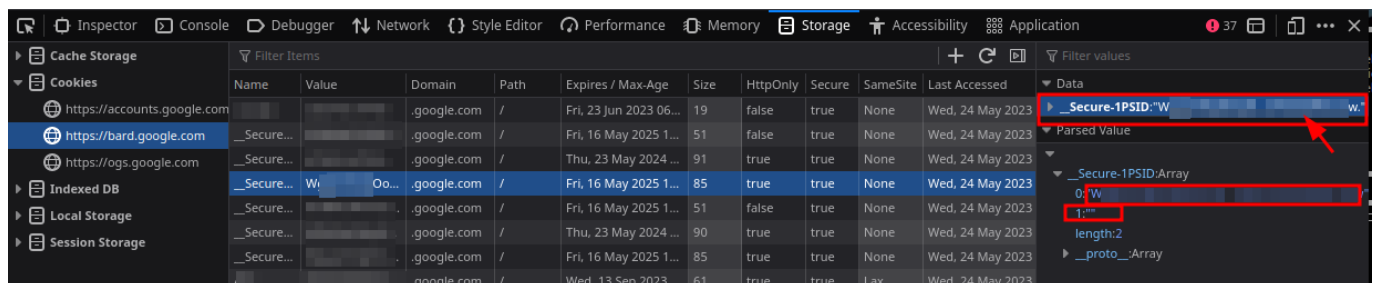 Inspector Console Debugger Network Style Editor Performance Memory Storage Accessibility Application 37
Cache Storage
Cookies
https://accounts.google.com
https://bard.google.com
https://ogs.google.com
Indexed DB
Local Storage
Session Storage
Filter Items
Name Value Domain Path Expires / Max-Age Size HttpOnly Secure SameSite Last Accessed
.google.com / Fri, 23 Jun 2023 06... 19 false true None Wed, 24 May 2023
__Secure... .google.com / Fri, 16 May 2025 1... 51 false true None Wed, 24 May 2023
__Secure... .google.com / Thu, 23 May 2024 ... 91 true true None Wed, 24 May 2023
__Secure... Oo... .google.com / Fri, 16 May 2025 1... 85 true true None Wed, 24 May 2023
__Secure... .google.com / Fri, 16 May 2025 1... 51 false true None Wed, 24 May 2023
__Secure... .google.com / Thu, 23 May 2024 ... 90 true true None Wed, 24 May 2023
__Secure... .google.com / Fri, 16 May 2025 1... 85 true true None Wed, 24 May 2023
.google.com / Wed, 13 Sep 2023 61 true true Lax Wed, 24 May 2023
Filter values
Data
__Secure-1PSID:"W w."
Parsed Value
__Secure-1PSID:Array
0:"W
1:""
length:2
__proto__:Array